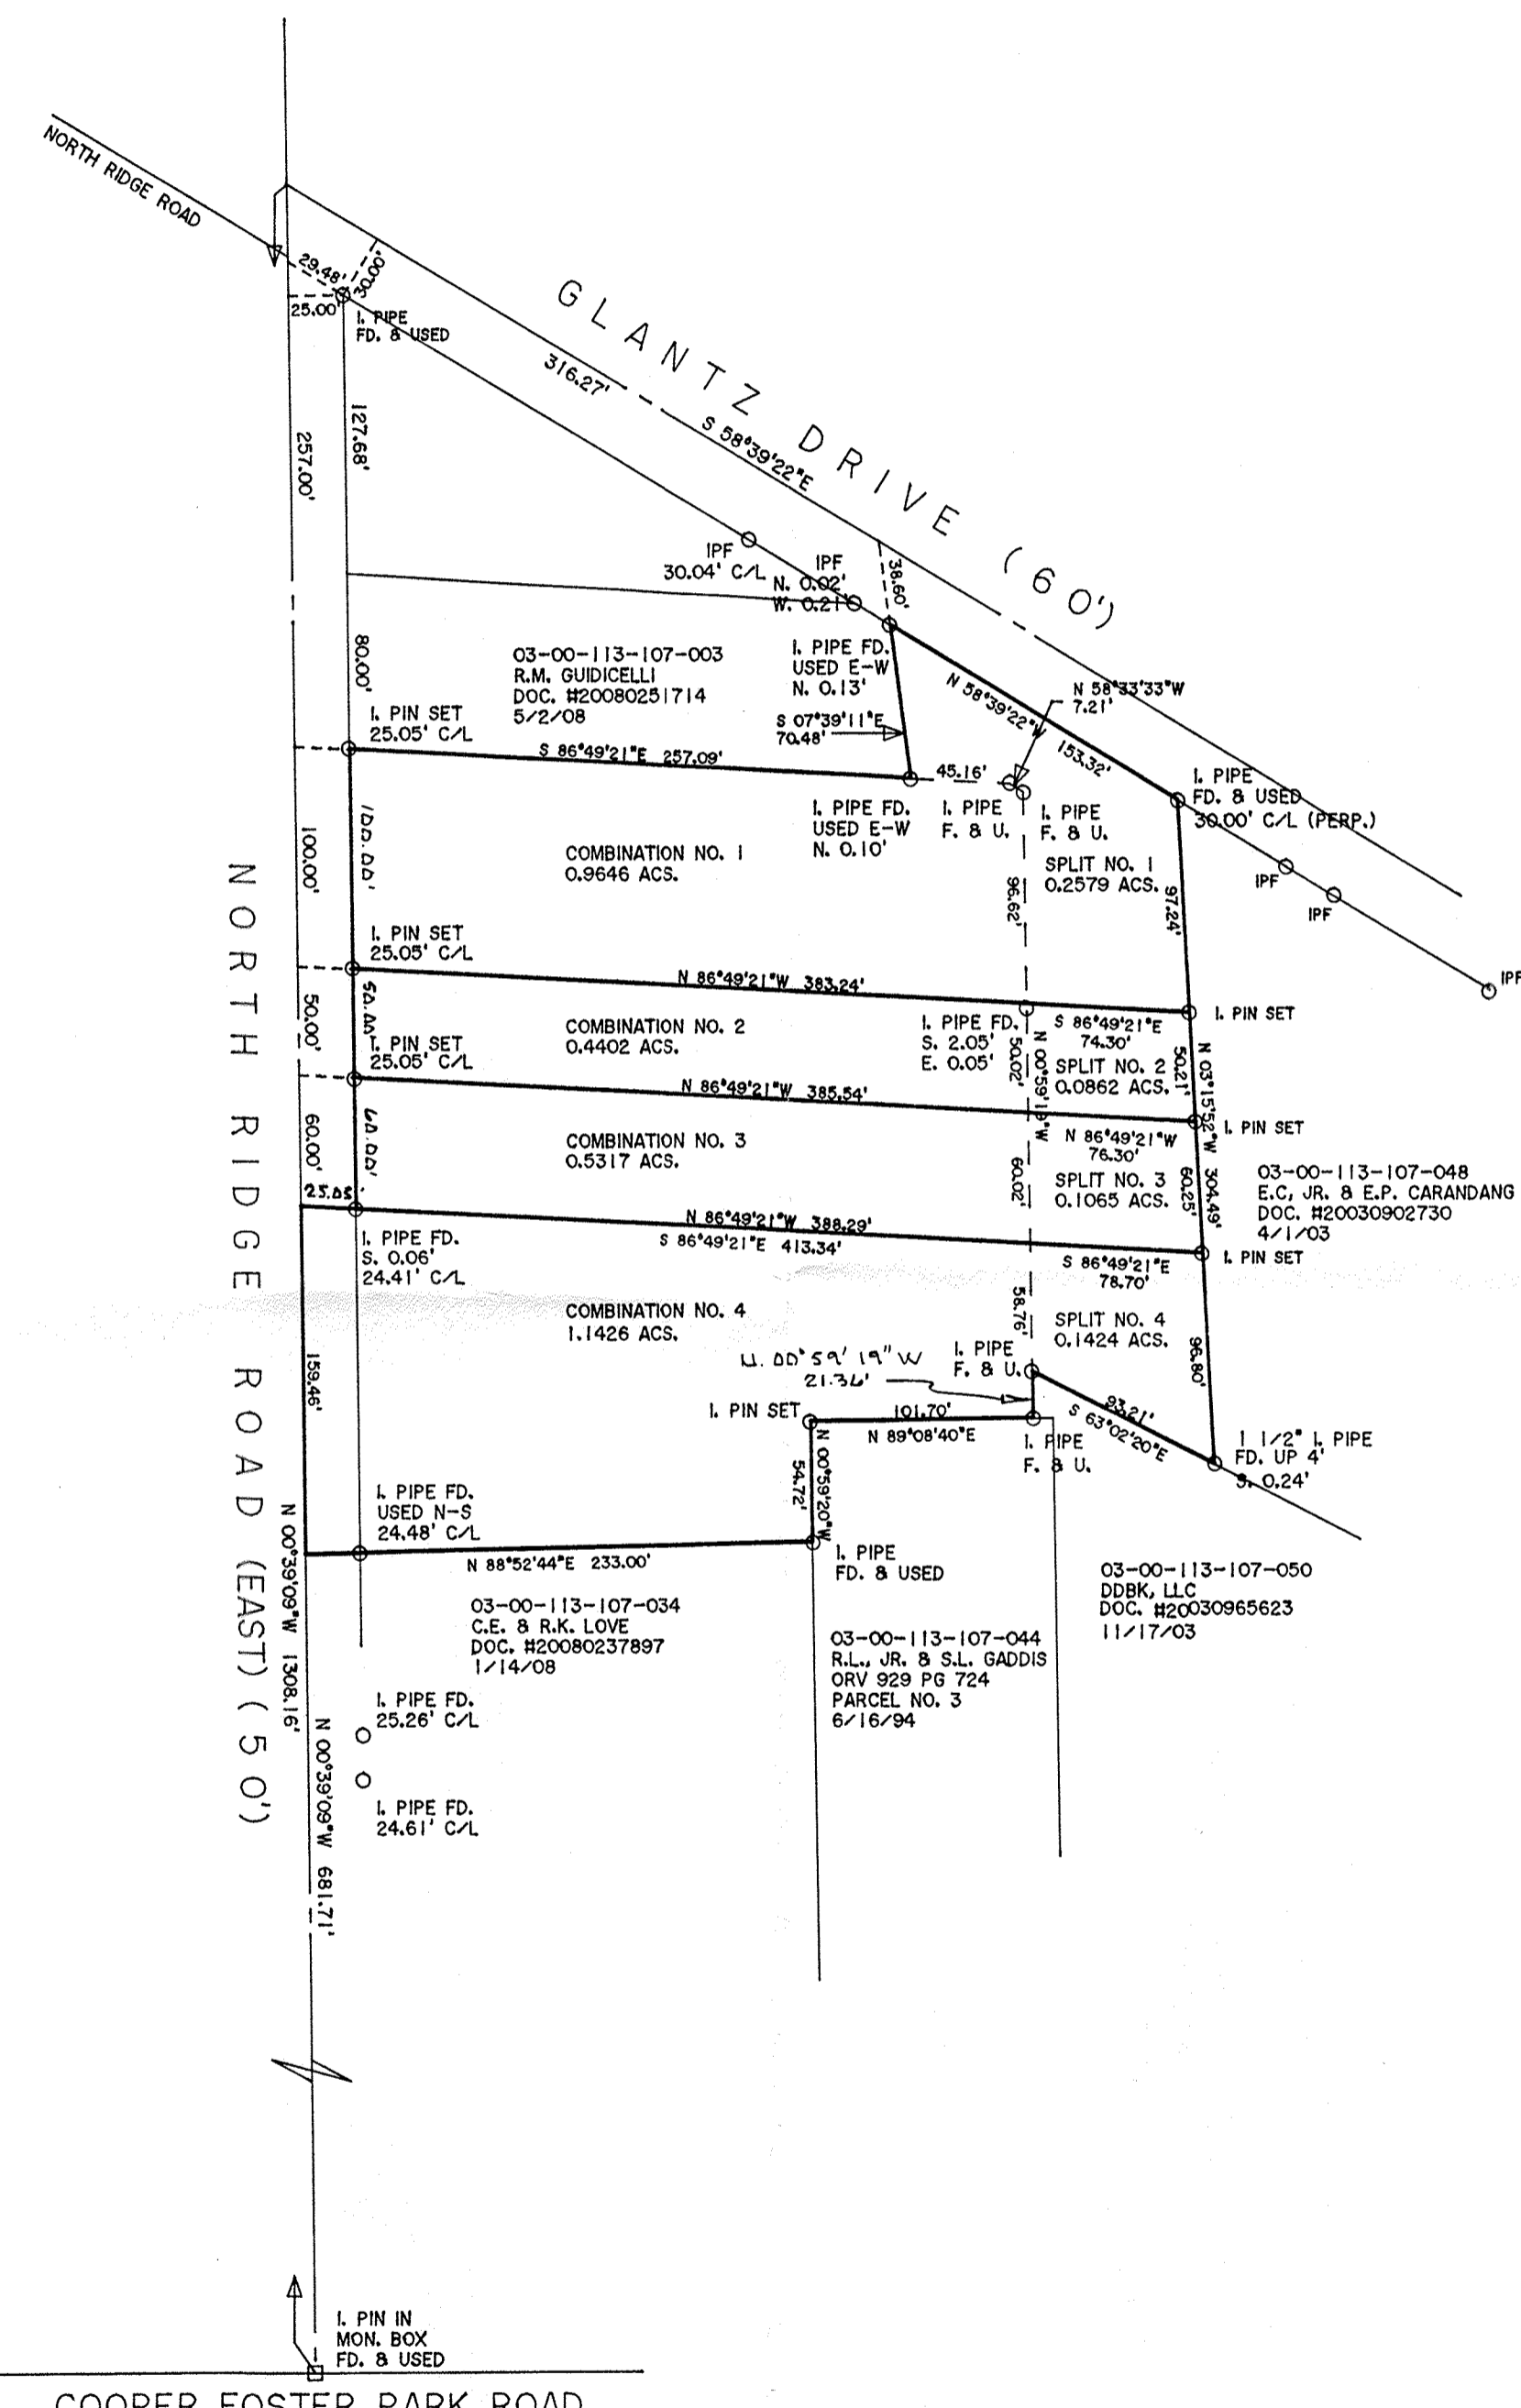 NORTH RIDGE ROAD
29.48'
30.00'
25.00'
I. PIPE
FD. & USED
GLANTZ DRIVE (60')
316.27'
S 58°39'22"E
127.68'
257.00'
IPF
30.04' C/L
IPF
N. 0.02'
W. 0.21'
38.60'
80.00'
03-00-113-107-003
R.M. GUIDICELLI
DOC. #20080251714
5/2/08
I. PIPE FD.
USED E-W
N. 0.13'
S 07°39'11"E
70.48'
N 58°39'22"W 153.32'
N 58°33'33"W
7.21'
I. PIN SET
25.05' C/L
S 86°49'21"E 257.09'
45.16'
I. PIPE
FD. & USED
30.00' C/L (PERP.)
I. PIPE FD.
USED E-W
N. 0.10'
I. PIPE
F. & U.
I. PIPE
F. & U.
100.00'
100.00'
COMBINATION NO. 1
0.9646 ACS.
SPLIT NO. 1
0.2579 ACS.
96.62'
97.24'
IPF
IPF
IPF
I. PIN SET
25.05' C/L
N 86°49'21"W 383.24'
I. PIN SET
50.00'
50.00'
COMBINATION NO. 2
0.4402 ACS.
I. PIPE FD.
S. 2.05'
E. 0.05'
50.02'
N 00°59'19"W
S 86°49'21"E
74.30'
SPLIT NO. 2
0.0862 ACS.
50.21'
N 03°15'52"W 304.49'
I. PIN SET
25.05' C/L
N 86°49'21"W 385.54'
N 86°49'21"W
76.30'
I. PIN SET
60.00'
60.00'
COMBINATION NO. 3
0.5317 ACS.
60.02'
SPLIT NO. 3
0.1065 ACS.
60.25'
03-00-113-107-048
E.C, JR. & E.P. CARANDANG
DOC. #20030902730
4/1/03
25.05'
N 86°49'21"W 388.29'
S 86°49'21"E 413.34'
S 86°49'21"E
78.70'
I. PIN SET
I. PIPE FD.
S. 0.06'
24.41' C/L
NORTH RIDGE ROAD (EAST) (50')
COMBINATION NO. 4
1.1426 ACS.
58.76'
SPLIT NO. 4
0.1424 ACS.
96.80'
159.46'
N. 00°59'19"W
21.36'
I. PIPE
F. & U.
93.21'
S 63°02'20"E
I. PIN SET
101.70'
N 89°08'40"E
I. PIPE
F. & U.
1 1/2" I. PIPE
FD. UP 4'
S. 0.24'
54.72'
N 00°59'20"W
I. PIPE FD.
USED N-S
24.48' C/L
N 88°52'44"E 233.00'
I. PIPE
FD. & USED
N 00°39'09"W 1308.16'
03-00-113-107-034
C.E. & R.K. LOVE
DOC. #20080237897
1/14/08
03-00-113-107-044
R.L., JR. & S.L. GADDIS
ORV 929 PG 724
PARCEL NO. 3
6/16/94
03-00-113-107-050
DDBK, LLC
DOC. #20030965623
11/17/03
I. PIPE FD.
25.26' C/L
I. PIPE FD.
24.61' C/L
N 00°39'09"W 681.71'
I. PIN IN
MON. BOX
FD. & USED
COOPER FOSTER PARK ROAD